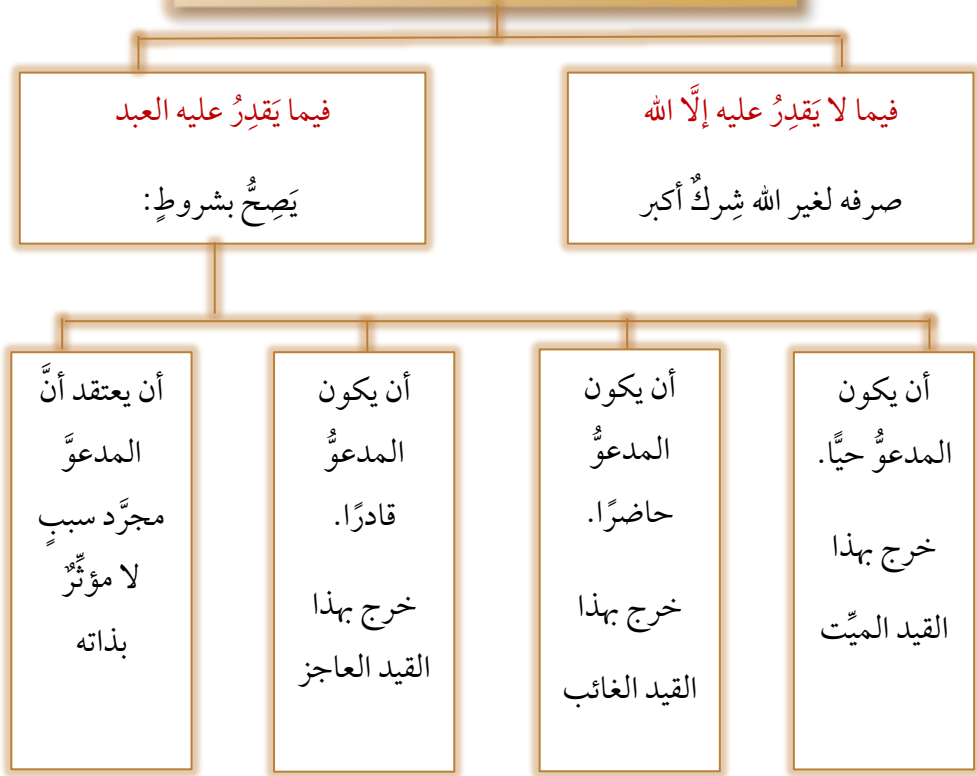 فيما لا يَقدِرُ عليه إلَّا الله
صرفه لغير الله شِركٌ أكبر
فيما يَقدِرُ عليه العبد
يَصِحُّ بشروطٍ:
أن يكون
المدعوُّ حيًّا.
خرج بهذا
القيد الميِّت
أن يكون
المدعوُّ
حاضرًا.
خرج بهذا
القيد الغائب
أن يكون
المدعوُّ
قادرًا.
خرج بهذا
القيد العاجز
أن يعتقد أنَّ
المدعوَّ
مجرَّد سببٍ
لا مؤثِّرٌ
بذاته